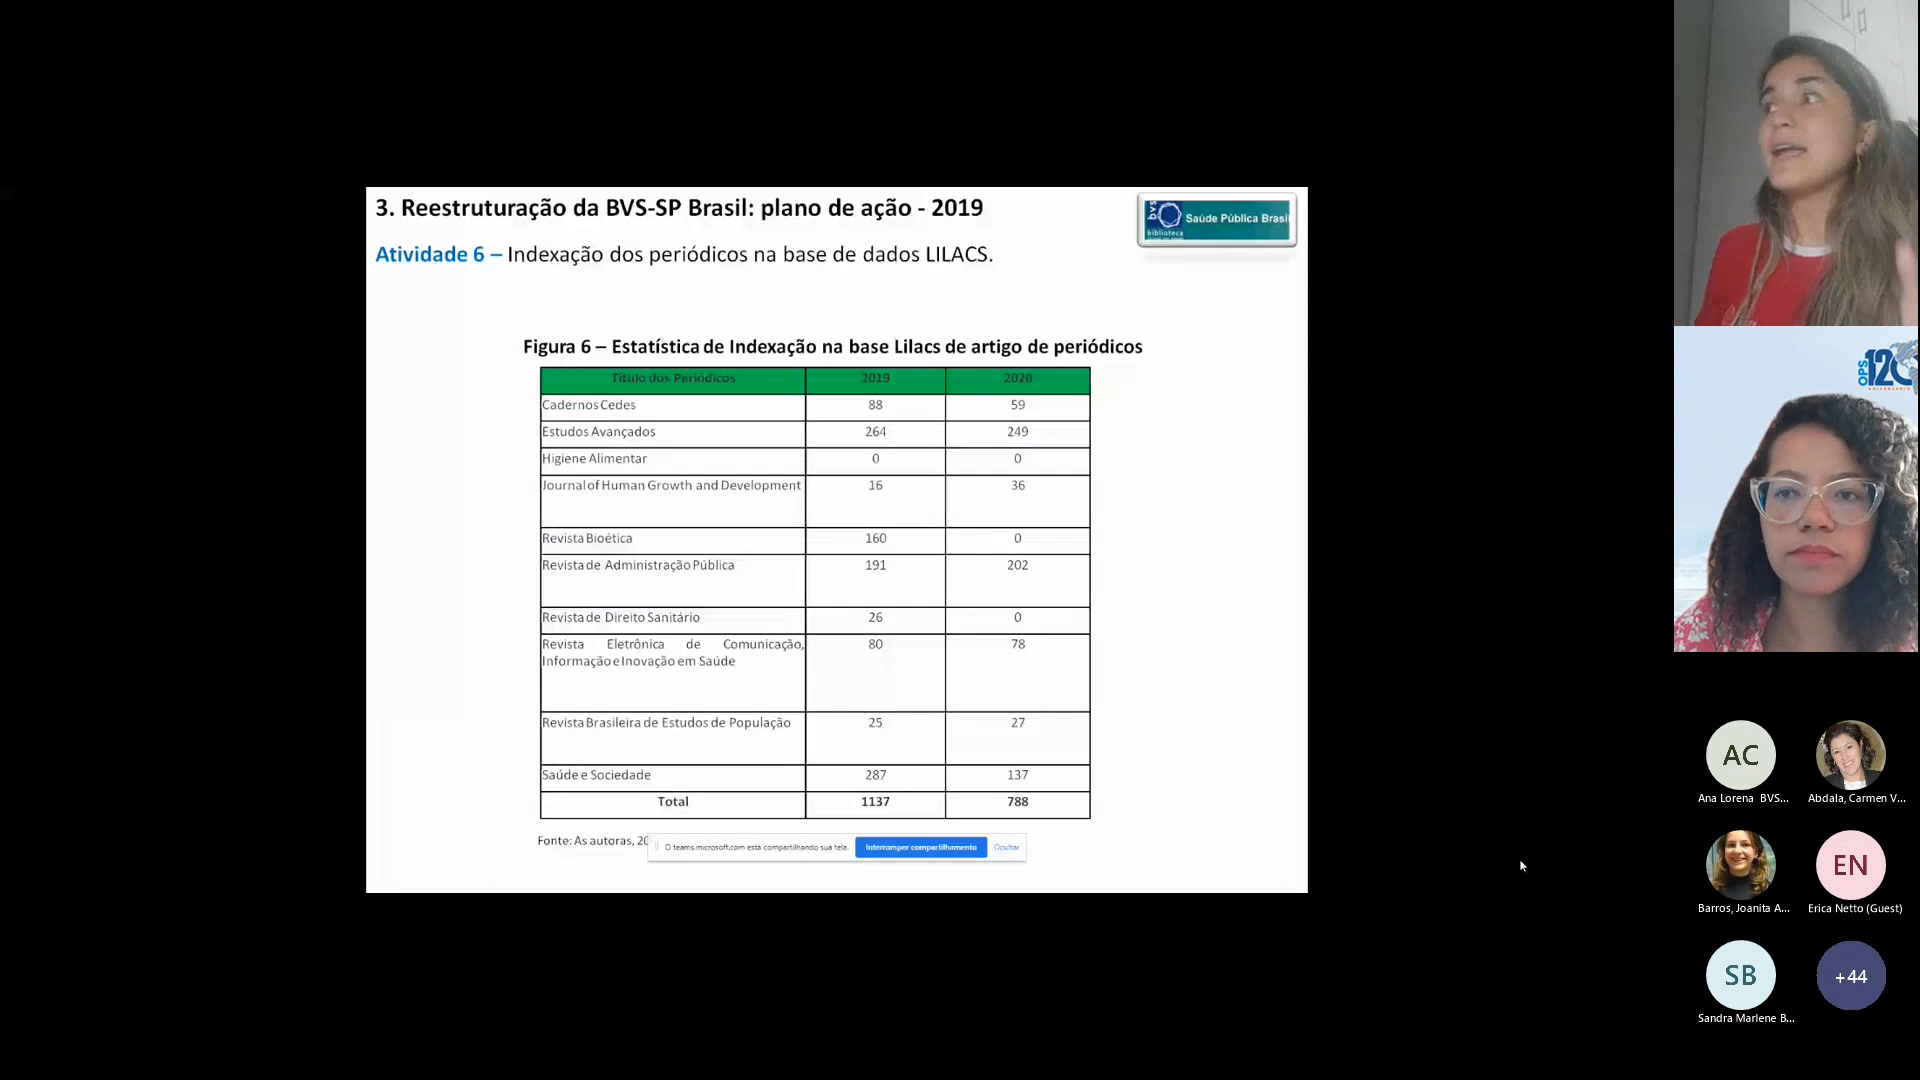 3. Reestruturação da BVS-SP Brasil: plano de ação - 2019
bvs
biblioteca
Saúde Pública Brasil
Atividade 6 – Indexação dos periódicos na base de dados LILACS.
Figura 6 – Estatística de Indexação na base Lilacs de artigo de periódicos
Título dos Periódicos 2019 2020
Cadernos Cedes 88 59
Estudos Avançados 264 249
Higiene Alimentar 0 0
Journal of Human Growth and Development 16 36
Revista Bioética 160 0
Revista de Administração Pública 191 202
Revista de Direito Sanitário 26 0
Revista Eletrônica de Comunicação, 80 78
Informação e Inovação em Saúde
Revista Brasileira de Estudos de População 25 27
Saúde e Sociedade 287 137
Total 1137 788
Fonte: As autoras, 20
O teams.microsoft.com está compartilhando sua tela. Interromper compartilhamento Ocultar
OPS 120
ANIVERSARIO
AC
Ana Lorena BVS...
Abdala, Carmen V...
Barros, Joanita A...
EN
Erica Netto (Guest)
SB
Sandra Marlene B...
+44